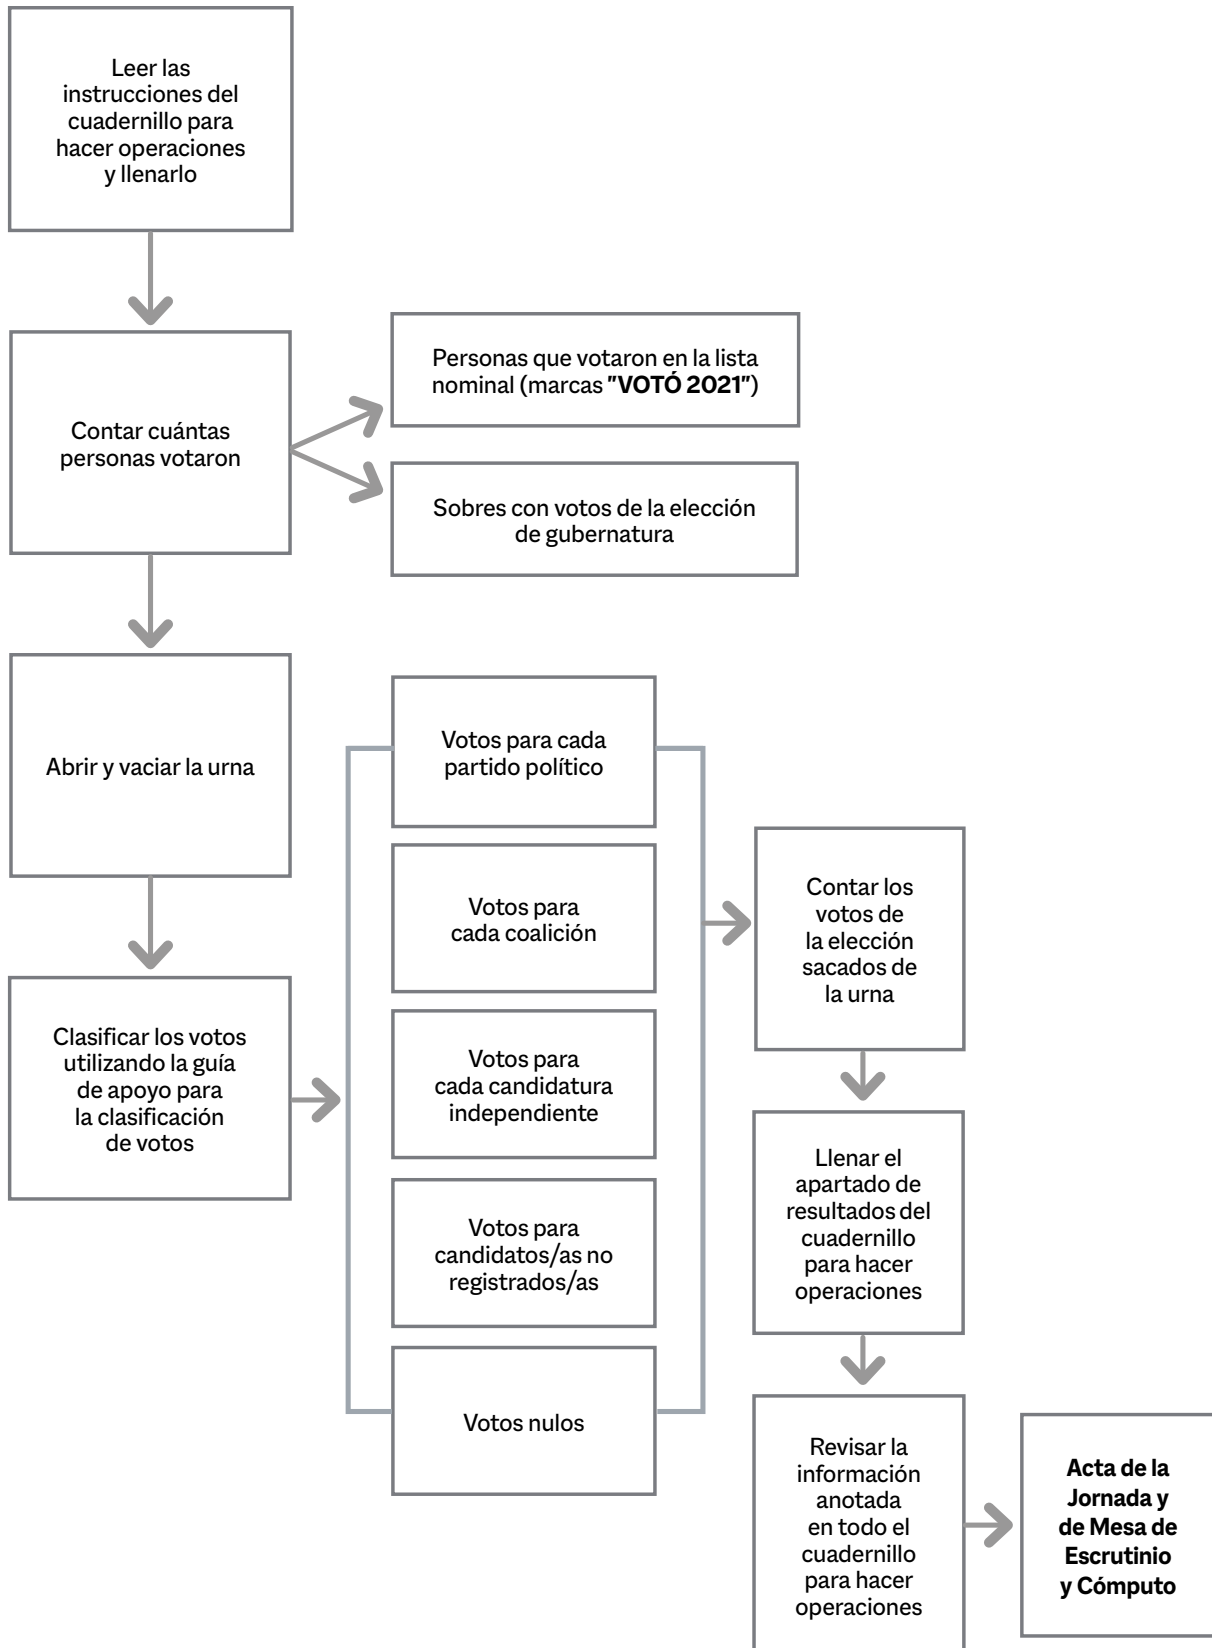 Leer las
instrucciones del
cuadernillo para
hacer operaciones
y llenarlo
Contar cuántas
personas votaron
Personas que votaron en la lista
nominal (marcas "VOTÓ 2021")
Sobres con votos de la elección
de gubernatura
Abrir y vaciar la urna
Clasificar los votos
utilizando la guía
de apoyo para
la clasificación
de votos
Votos para cada
partido político
Votos para
cada coalición
Votos para
cada candidatura
independiente
Votos para
candidatos/as no
registrados/as
Votos nulos
Contar los
votos de
la elección
sacados de
la urna
Llenar el
apartado de
resultados del
cuadernillo
para hacer
operaciones
Revisar la
información
anotada
en todo el
cuadernillo
para hacer
operaciones
Acta de la
Jornada y
de Mesa de
Escrutinio
y Cómputo